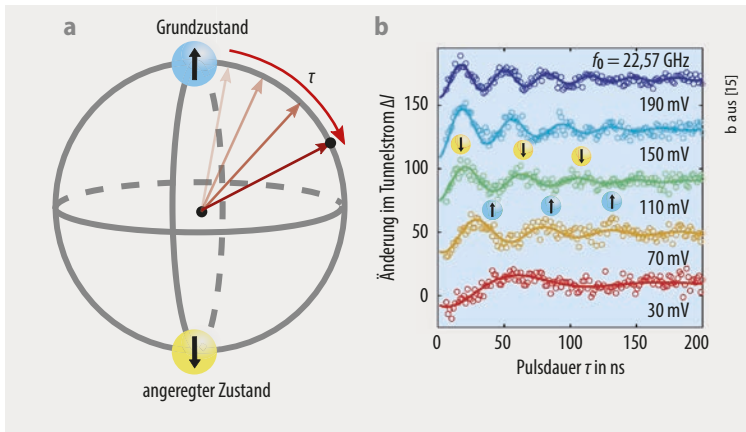 a
Grundzustand
τ
angeregter Zustand
b
f0 = 22,57 GHz
190 mV
150 mV
110 mV
70 mV
30 mV
Änderung im Tunnelstrom ΔI
150
100
50
0
0
50
100
150
200
Pulsdauer τ in ns
b aus [15]